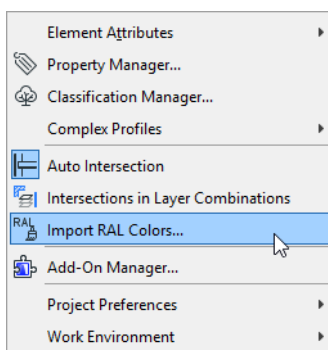 Element Attributes
Property Manager...
Classification Manager...
Complex Profiles
Auto Intersection
Intersections in Layer Combinations
RAL Import RAL Colors...
Add-On Manager...
Project Preferences
Work Environment